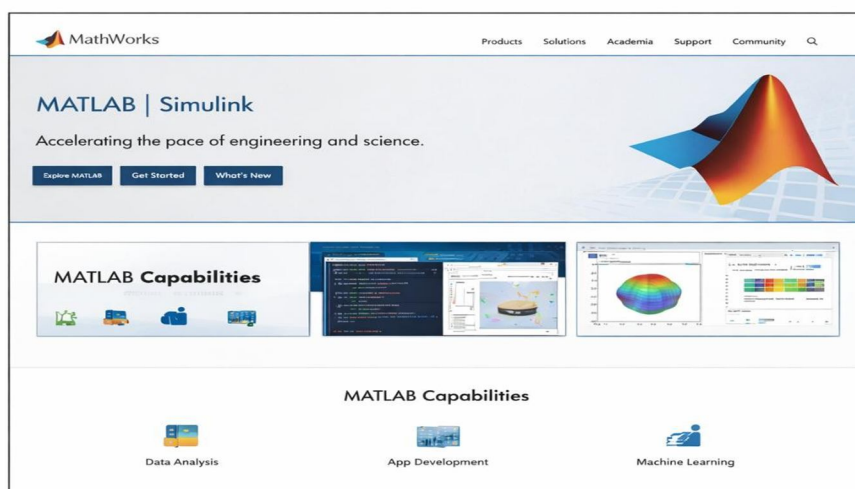 MathWorks
Products Solutions Academia Support Community
MATLAB | Simulink
Accelerating the pace of engineering and science.
Explore MATLAB Get Started What's New
MATLAB Capabilities
MATLAB Capabilities
Data Analysis App Development Machine Learning